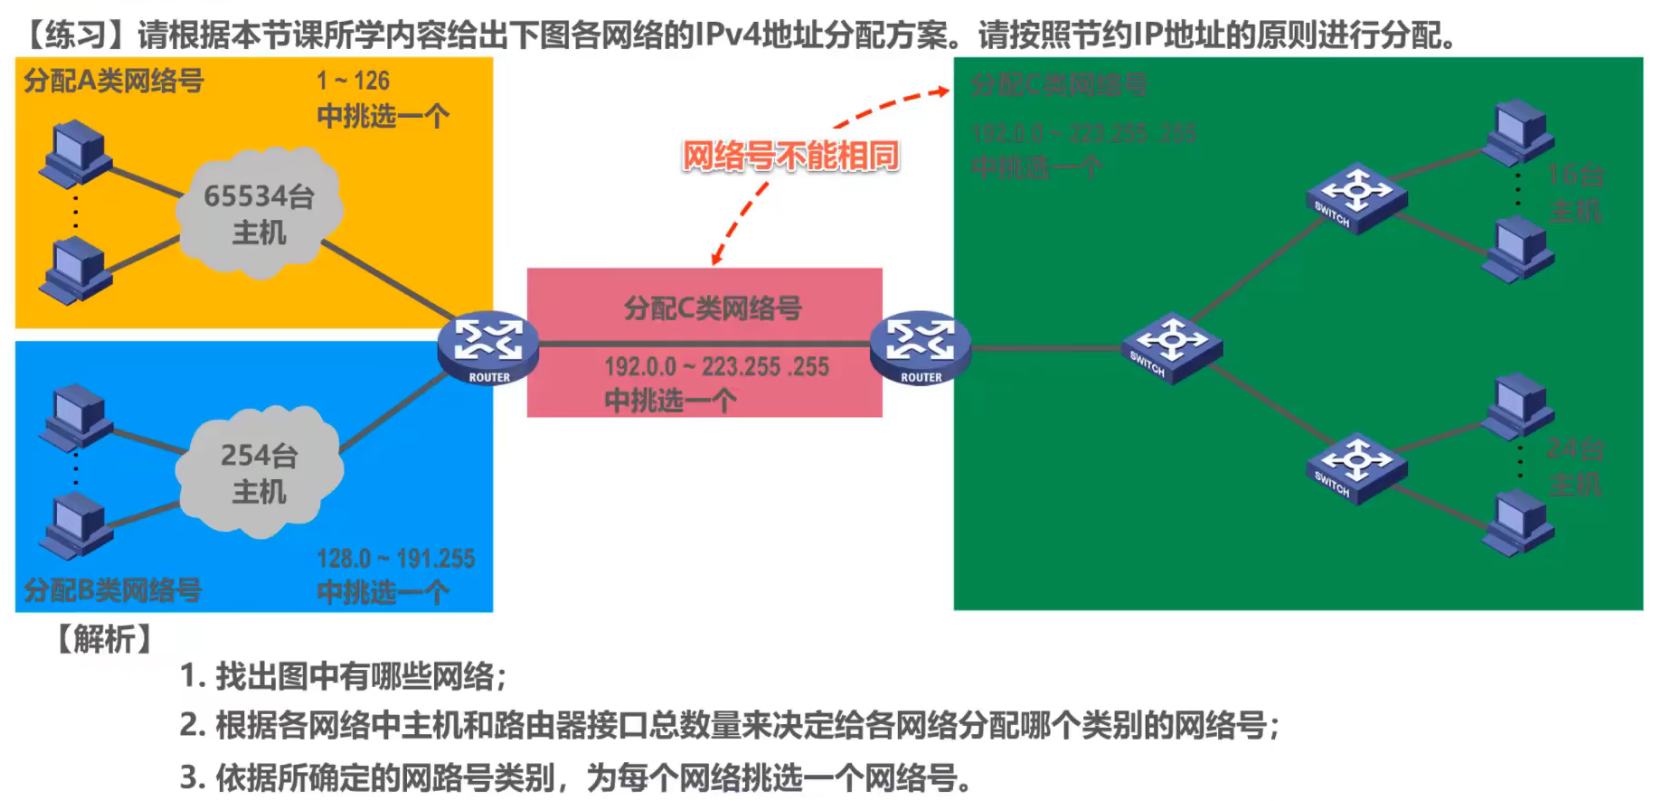 【练习】请根据本节课所学内容给出下图各网络的IPv4地址分配方案。请按照节约IP地址的原则进行分配。
分配A类网络号
1 ~ 126
中挑选一个
65534台
主机
254台
主机
128.0 ~ 191.255
中挑选一个
分配B类网络号
ROUTER
网络号不能相同
分配C类网络号
192.0.0 ~ 223.255 .255
中挑选一个
ROUTER
分配C类网络号
192.0.0 ~ 223.255 .255
中挑选一个
SWITCH
SWITCH
16台
主机
SWITCH
24台
主机
【解析】
1. 找出图中有哪些网络；
2. 根据各网络中主机和路由器接口总数量来决定给各网络分配哪个类别的网络号；
3. 依据所确定的网路号类别，为每个网络挑选一个网络号。